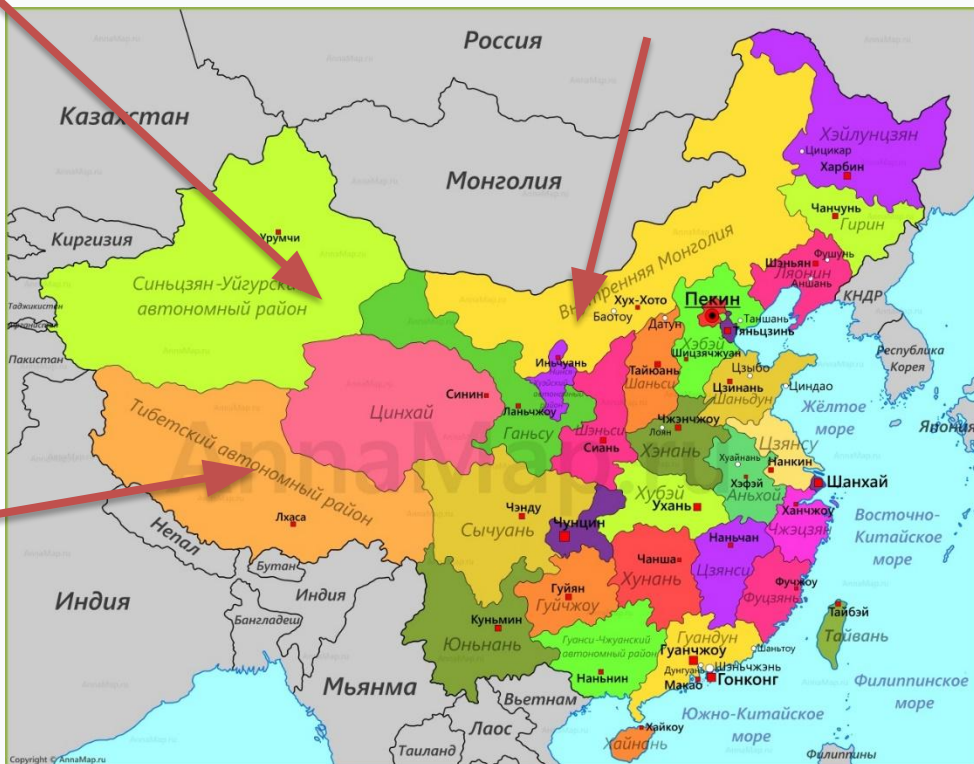 Россия
Казахстан
Монголия
Хэйлунцзян
Цицикар
Харбин
Чанчунь
Гирин
Киргизия
Урумчи
Внутренняя Монголия
Фушунь
Шэньян
Ляонин
Аньшань
КНДР
Синьцзян-Уйгурский
автономный район
Таджикистан
Афганистан
Пакистан
Хух-Хото
Баотоу
Датун
Пекин
Таншань
Тяньцзинь
Хэбэй
Шицзячжуан
Республика
Корея
Иньчуань
Тайюань
Шаньси
Цзыбо
Цзинань
Шаньдун
Циндао
Жёлтое
море
Япония
Цинхай
Синин
Ланьчжоу
Ганьсу
Шэньси
Сиань
Чжэнчжоу
Лоян
Хэнань
Цзянсу
Хуайнань
Нанкин
Хэфэй
Аньхой
Шанхай
Тибетский автономный район
Лхаса
AnnaMap.ru
Сычуань
Чэнду
Чунцин
Хубэй
Ухань
Ханчжоу
Чжэцзян
Восточно-
Китайское
море
Непал
Бутан
Индия
Индия
Бангладеш
Наньчан
Чанша
Хунань
Цзянси
Фучжоу
Фуцзянь
Гуйян
Гуйчжоу
Куньмин
Юньнань
Тайбэй
Тайвань
Гуанси-Чжуанский
автономный район
Наньнин
Гуандун
Гуанчжоу
Шаньтоу
Дунгуань
Шэньчжэнь
Макао
Гонконг
Мьянма
Вьетнам
Лаос
Таиланд
Хайкоу
Хайнань
Южно-Китайское
море
Филиппинское
море
Филиппины
Copyright © AnnaMap.ru